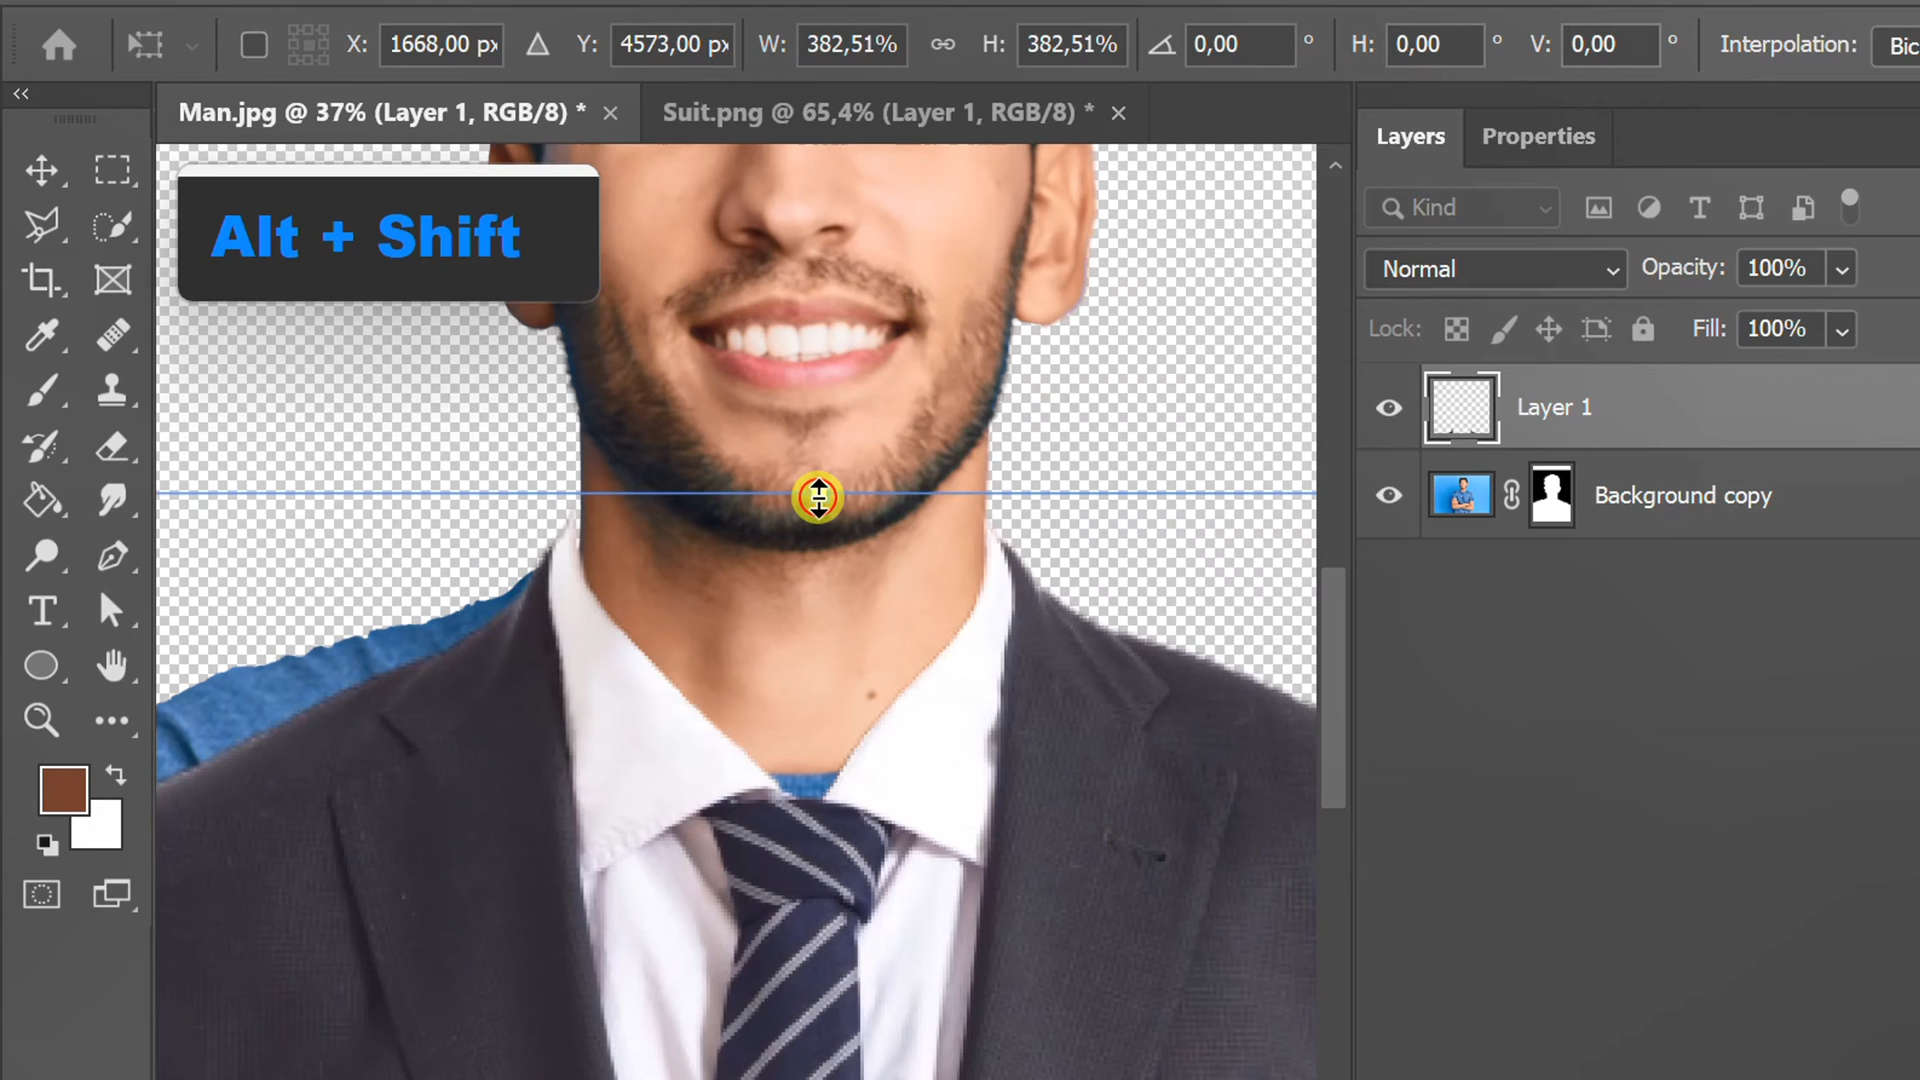 X: 1668,00 px Y: 4573,00 px W: 382,51% H: 382,51% 0,00 ° H: 0,00 ° V: 0,00 ° Interpolation: Bic
Man.jpg @ 37% (Layer 1, RGB/8) * Suit.png @ 65,4% (Layer 1, RGB/8) *
Alt + Shift
Layers Properties
Kind
Normal Opacity: 100%
Lock: Fill: 100%
Layer 1
Background copy